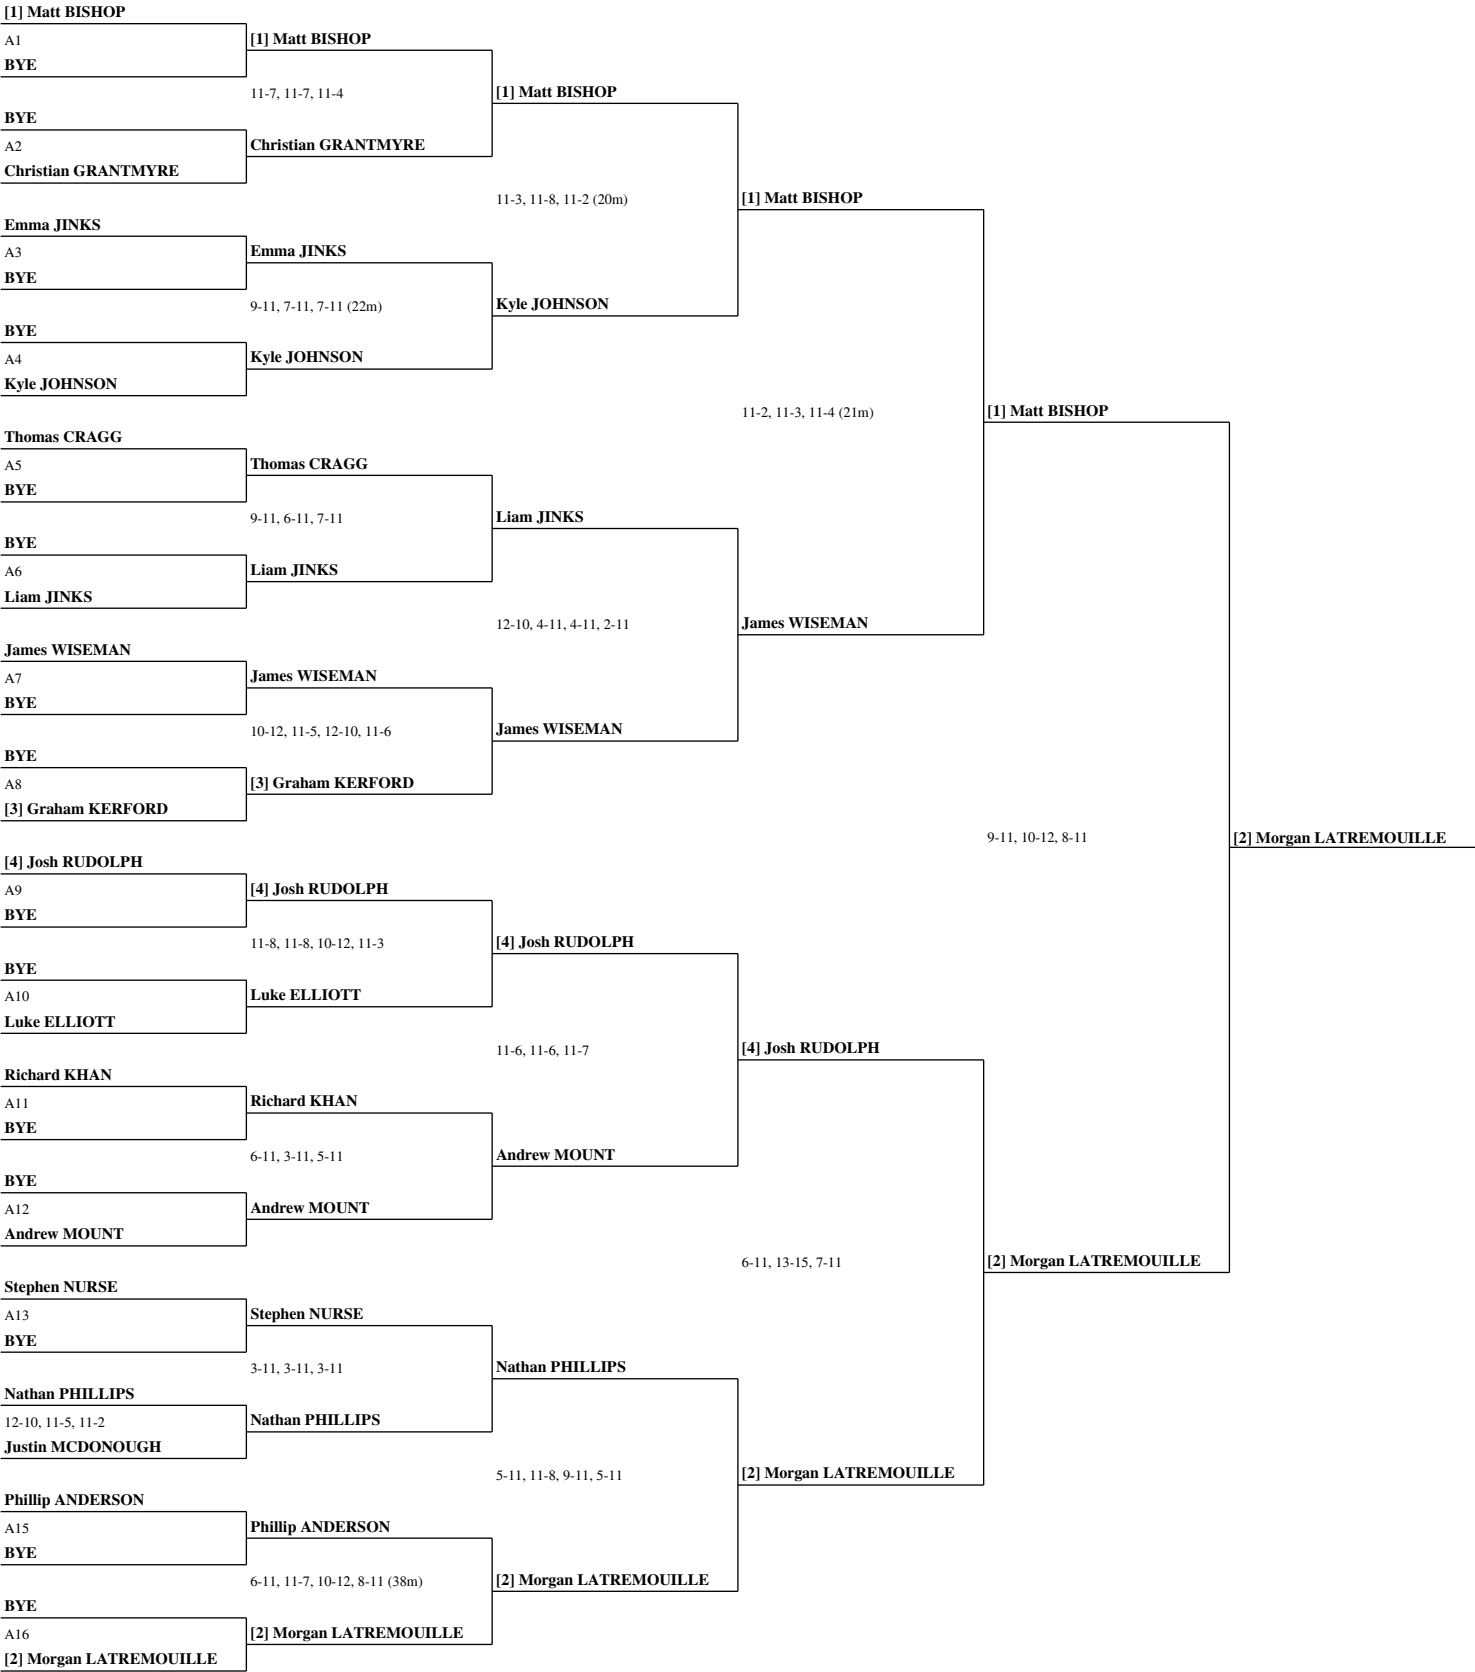 [1] Matt BISHOP
A1
BYE
BYE
A2
Christian GRANTMYRE
Emma JINKS
A3
BYE
BYE
A4
Kyle JOHNSON
Thomas CRAGG
A5
BYE
BYE
A6
Liam JINKS
James WISEMAN
A7
BYE
BYE
A8
[3] Graham KERFORD
[4] Josh RUDOLPH
A9
BYE
BYE
A10
Luke ELLIOTT
Richard KHAN
A11
BYE
BYE
A12
Andrew MOUNT
Stephen NURSE
A13
BYE
Nathan PHILLIPS
12-10, 11-5, 11-2
Justin MCDONOUGH
Phillip ANDERSON
A15
BYE
BYE
A16
[2] Morgan LATREMOUILLE
[1] Matt BISHOP
11-7, 11-7, 11-4
Christian GRANTMYRE
Emma JINKS
9-11, 7-11, 7-11 (22m)
Kyle JOHNSON
Thomas CRAGG
9-11, 6-11, 7-11
Liam JINKS
James WISEMAN
10-12, 11-5, 12-10, 11-6
[3] Graham KERFORD
[4] Josh RUDOLPH
11-8, 11-8, 10-12, 11-3
Luke ELLIOTT
Richard KHAN
6-11, 3-11, 5-11
Andrew MOUNT
Stephen NURSE
3-11, 3-11, 3-11
Nathan PHILLIPS
Phillip ANDERSON
6-11, 11-7, 10-12, 8-11 (38m)
[2] Morgan LATREMOUILLE
[1] Matt BISHOP
11-3, 11-8, 11-2 (20m)
Kyle JOHNSON
Liam JINKS
12-10, 4-11, 4-11, 2-11
James WISEMAN
[4] Josh RUDOLPH
11-6, 11-6, 11-7
Andrew MOUNT
Nathan PHILLIPS
5-11, 11-8, 9-11, 5-11
[2] Morgan LATREMOUILLE
[1] Matt BISHOP
11-2, 11-3, 11-4 (21m)
James WISEMAN
[4] Josh RUDOLPH
6-11, 13-15, 7-11
[2] Morgan LATREMOUILLE
[1] Matt BISHOP
9-11, 10-12, 8-11
[2] Morgan LATREMOUILLE
[2] Morgan LATREMOUILLE